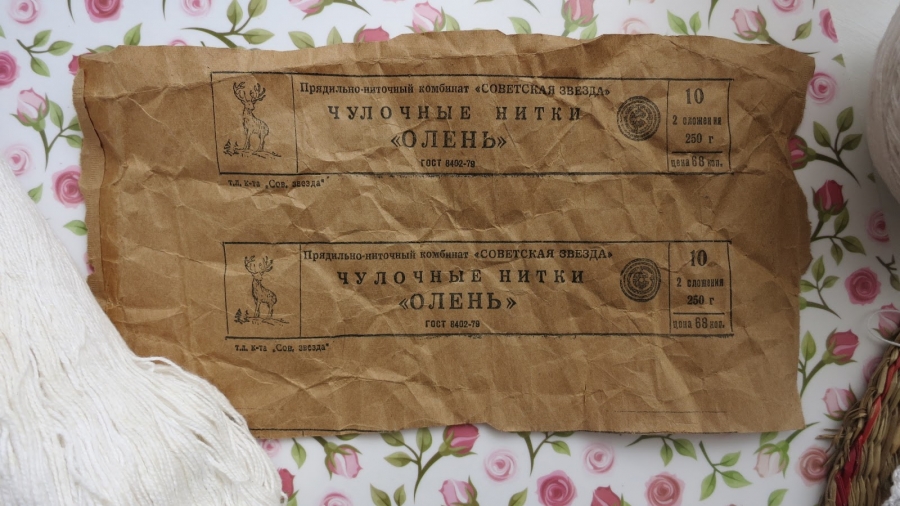 Прядильно-ниточный комбинат «СОВЕТСКАЯ ЗВЕЗДА»
ЧУЛОЧНЫЕ НИТКИ
«ОЛЕНЬ»
ГОСТ 8402-79
10
2 сложения
250 г
цена 68 коп.
т.л. к-та „Сов. звезда“
Прядильно-ниточный комбинат «СОВЕТСКАЯ ЗВЕЗДА»
ЧУЛОЧНЫЕ НИТКИ
«ОЛЕНЬ»
ГОСТ 8402-79
10
2 сложения
250 г
цена 68 коп.
т.л. к-та „Сов. звезда“